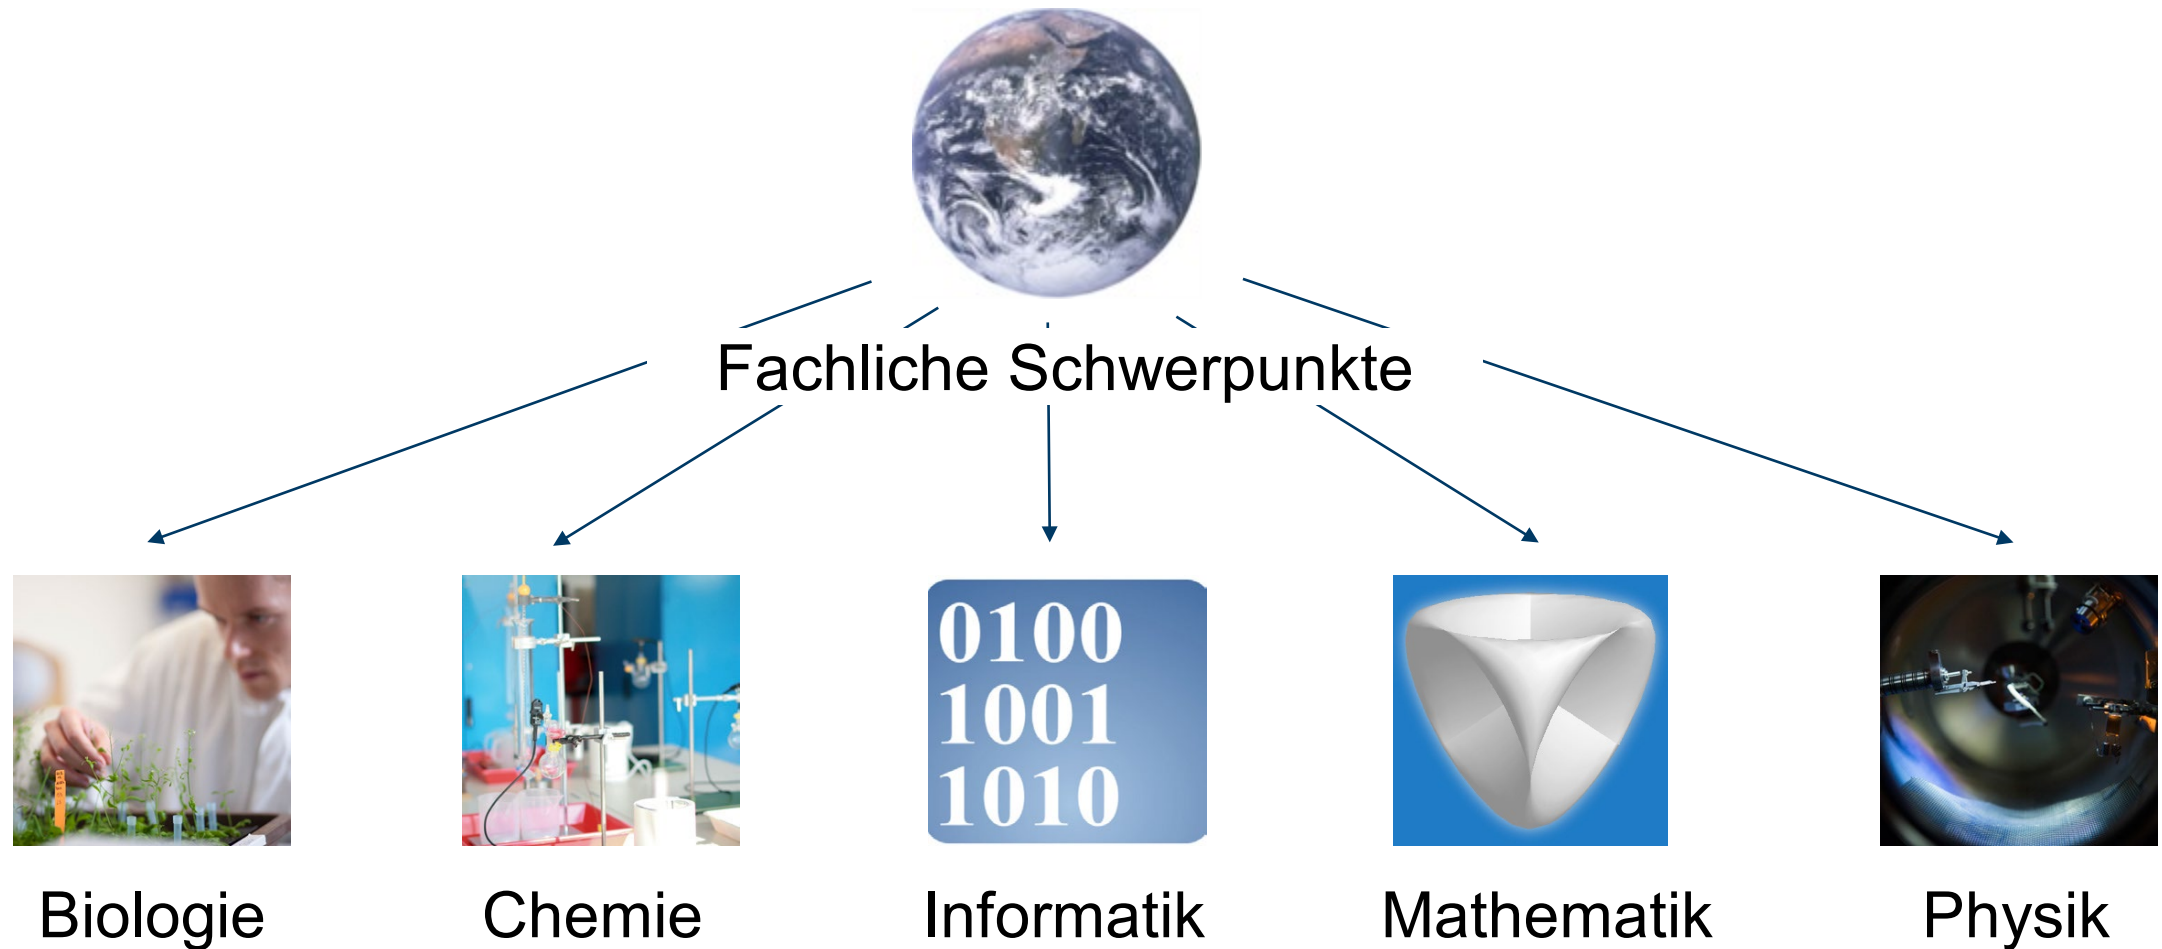 Fachliche Schwerpunkte
0100
1001
1010
Biologie
Chemie
Informatik
Mathematik
Physik